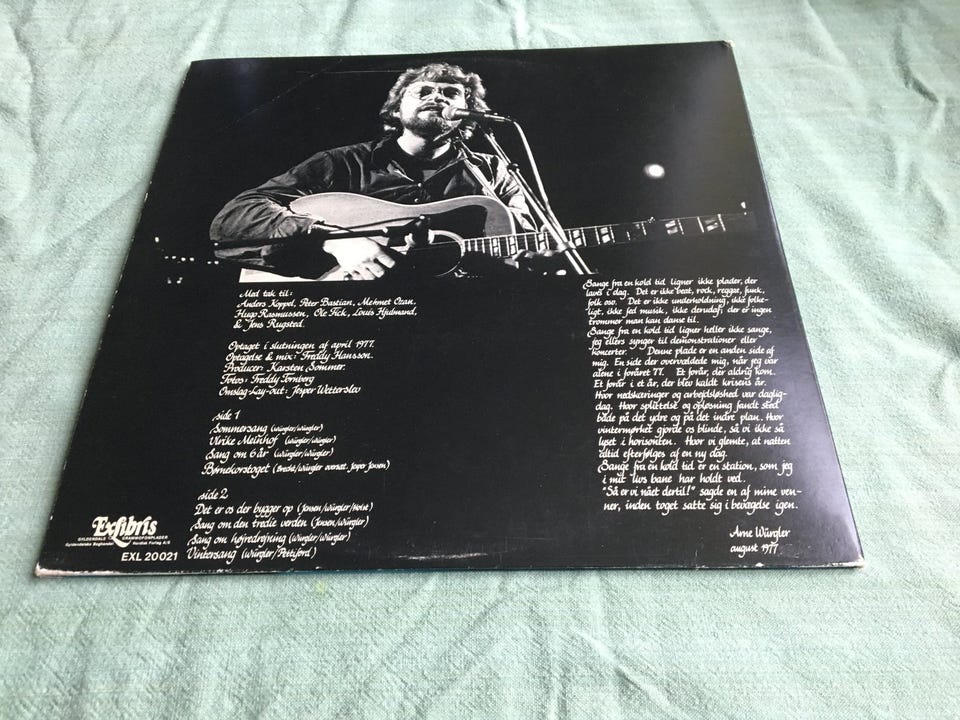 Med tak til:
Anders Koppel, Peter Bastian, Mehmet Ozan,
Hugo Rasmussen, Ole Fick, Louis Hjulmand,
& Jens Rugsted.
Optaget i slutningen af april 1977.
Optagelse & mix: Freddy Hansson.
Producer: Karsten Sommer.
Fotos: Freddy Tornberg
Omslag-Lay-out: Jesper Wetterslev
side 1
Sommersang (Würgler/Würgler)
Ulrike Meinhof (Würgler/Würgler)
Sang om 6 år (Würgler/Würgler)
Børnekorstoget (Brecht/Würgler oversat. Jesper Jensen)
side 2
Det er os der bygger op (Jensen/Würgler/Holst)
Sang om den tredie verden (Jensen/Würgler)
Sang om højredrejning (Würgler/Würgler)
Vintersang (Würgler/Pettiford)
Exlibris
GYLDENDALS GRAMMOFONPLADER
Gyldendalske Boghandel Nordisk Forlag A/S
EXL 20021
Sange fra en kold tid ligner ikke plader, der
laves i dag. Det er ikke beat, rock, reggae, funk,
folk oso. Det er ikke underholdning, ikke folke-
ligt, ikke fed musik, ikke derudaf, der er ingen
trommer man kan danse til.
Sange fra en kold tid ligner heller ikke sange,
jeg ellers synger til demonstrationer eller
koncerter. Denne plade er en anden side af
mig. En side der overvældede mig, når jeg var
alene i foråret 77. Et forår, der aldrig kom.
Et forår i et år, der blev kaldt krisens år.
Hvor nedskæringer og arbejdsløshed var daglig-
dag. Hvor splittelse og opløsning fandt sted
både på det ydre og på det indre plan. Hvor
vintermørket gjorde os blinde, så vi ikke så
lyset i horisonten. Hvor vi glemte, at natten
altid efterfølges af en ny dag.
Sange fra en kold tid er en station, som jeg
i mit livs bane har holdt ved.
"Så er vi nået dertil!" sagde en af mine ven-
ner, inden toget satte sig i bevægelse igen.
Arne Würgler
august 1977